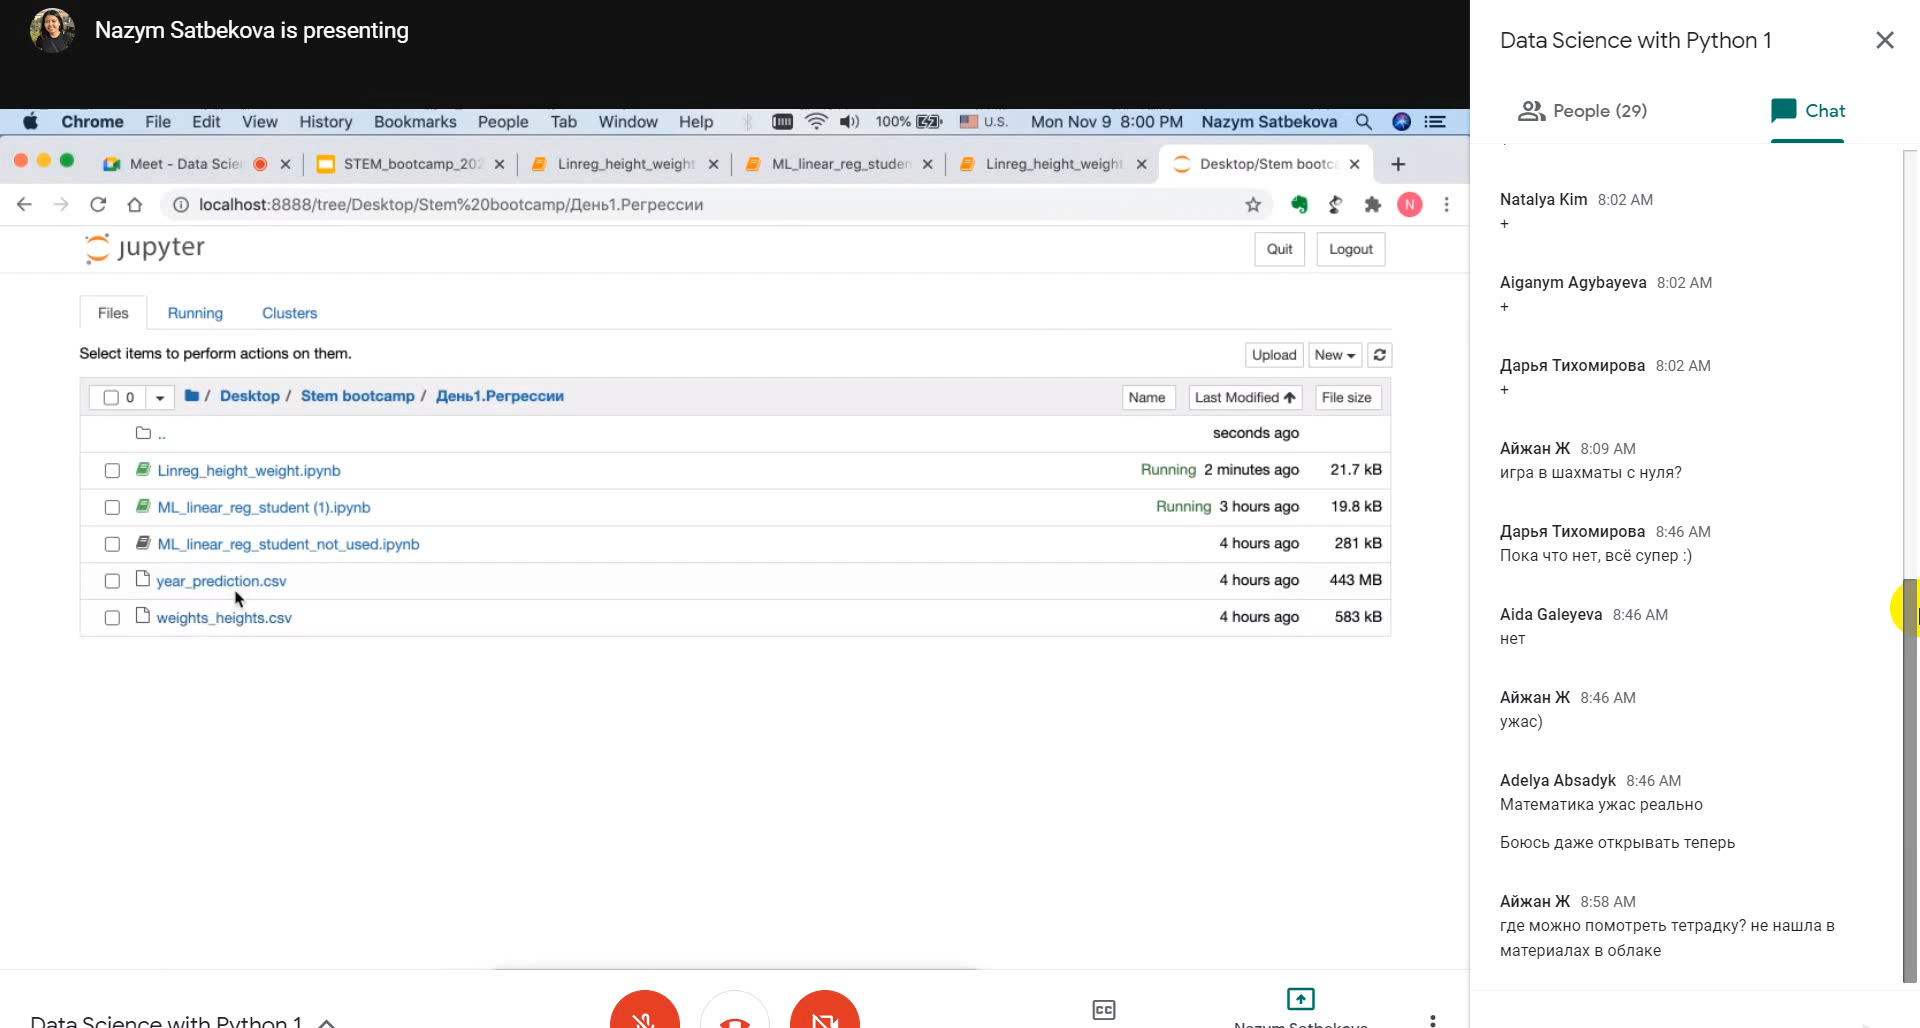 Nazym Satbekova is presenting
Chrome File Edit View History Bookmarks People Tab Window Help 100% U.S. Mon Nov 9 8:00 PM Nazym Satbekova
Meet - Data Scien STEM_bootcamp_202 Linreg_height_weight ML_linear_reg_studen Linreg_height_weight Desktop/Stem bootca
localhost:8888/tree/Desktop/Stem%20bootcamp/День1.Регрессии N
jupyter
Quit Logout
Files Running Clusters
Select items to perform actions on them.
Upload New
0 / Desktop / Stem bootcamp / День1.Регрессии Name Last Modified File size
.. seconds ago
Linreg_height_weight.ipynb Running 2 minutes ago 21.7 kB
ML_linear_reg_student (1).ipynb Running 3 hours ago 19.8 kB
ML_linear_reg_student_not_used.ipynb 4 hours ago 281 kB
year_prediction.csv 4 hours ago 443 MB
weights_heights.csv 4 hours ago 583 kB
Data Science with Python 1
CC
Nazym Satbekova
Data Science with Python 1
People (29) Chat
Natalya Kim 8:02 AM
+
Aiganym Agybayeva 8:02 AM
+
Дарья Тихомирова 8:02 AM
+
Айжан Ж 8:09 AM
игра в шахматы с нуля?
Дарья Тихомирова 8:46 AM
Пока что нет, всё супер :)
Aida Galeyeva 8:46 AM
нет
Айжан Ж 8:46 AM
ужас)
Adelya Absadyk 8:46 AM
Математика ужас реально
Боюсь даже открывать теперь
Айжан Ж 8:58 AM
где можно помотреть тетрадку? не нашла в
материалах в облаке